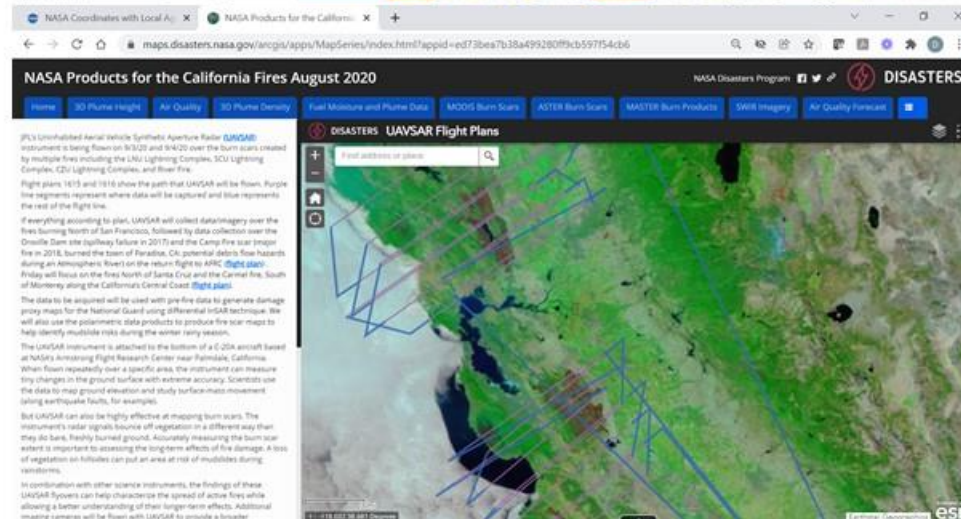 NASA Coordinates with Local Ag
NASA Products for the California
maps.disasters.nasa.gov/arcgis/apps/MapSeries/index.html?appid=ed73bea7b38a499280ff9cb597f54cb6
NASA Products for the California Fires August 2020
NASA Disasters Program
DISASTERS
Home
3D Plume Height
Air Quality
3D Plume Density
Fuel Moisture and Plume Data
MODIS Burn Scars
ASTER Burn Scars
MASTER Burn Products
SWIR Imagery
Air Quality Forecast
JPL's Uninhabited Aerial Vehicle Synthetic Aperture Radar (UAVSAR)
instrument is being flown on 9/3/20 and 9/4/20 over the burn scars created
by multiple fires including the LNU Lightning Complex, SCU Lightning
Complex, CZU Lightning Complex, and River Fire.
Flight plans 1615 and 1616 show the path that UAVSAR will be flown. Purple
line segments represent where data will be captured and blue represents
the rest of the flight line.
If everything according to plan, UAVSAR will collect data/imagery over the
fires burning North of San Francisco, followed by data collection over the
Oroville Dam site (spillway failure in 2017) and the Camp Fire scar (major
fire in 2018, burned the town of Paradise, CA; potential debris flow hazards
during an Atmospheric River) on the return flight to AFRC (flight plan).
Friday will focus on the fires North of Santa Cruz and the Carmel fire, South
of Monterey along the California's Central Coast (flight plan).
The data to be acquired will be used with pre-fire data to generate damage
proxy maps for the National Guard using differential InSAR technique. We
will also use the polarimetric data products to produce fire scar maps to
help identify mudslide risks during the winter rainy season.
The UAVSAR instrument is attached to the bottom of a C-20A aircraft based
at NASA's Armstrong Flight Research Center near Palmdale, California.
When flown repeatedly over a specific area, the instrument can measure
tiny changes in the ground surface with extreme accuracy. Scientists use
the data to map ground elevation and study surface-mass movement
(along earthquake faults, for example).
But UAVSAR can also be highly effective at mapping burn scars. The
instrument's radar signals bounce off vegetation in a different way than
they do bare, freshly burned ground. Accurately measuring the burn scar
extent is important to assessing the long-term effects of fire damage. A loss
of vegetation on hillsides can put an area at risk of mudslides during
rainstorms.
In combination with other science instruments, the findings of these
UAVSAR flyovers can help characterize the spread of active fires while
allowing a better understanding of their longer-term effects. Additional
imaging cameras will be flown with UAVSAR to provide a broader
DISASTERS UAVSAR Flight Plans
Find address or place
esri